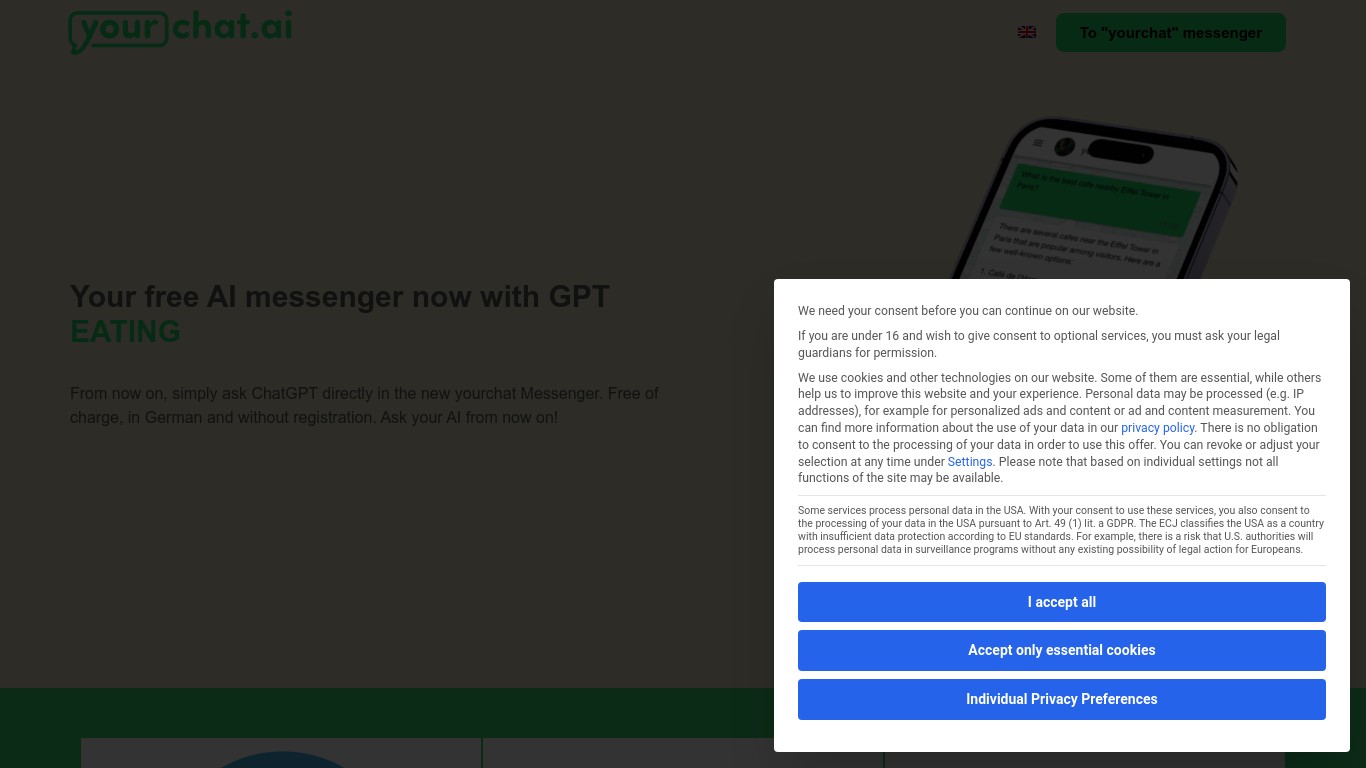 your chat.ai
To "yourchat" messenger
What is the best cafe nearby Eiffel Tower in
Paris?
There are several cafes near the Eiffel Tower in
Paris that are popular among visitors. Here are a
few well-known options:
Your free AI messenger now with GPT
EATING
From now on, simply ask ChatGPT directly in the new yourchat Messenger. Free of
charge, in German and without registration. Ask your AI from now on!
We need your consent before you can continue on our website.
If you are under 16 and wish to give consent to optional services, you must ask your legal
guardians for permission.
We use cookies and other technologies on our website. Some of them are essential, while others
help us to improve this website and your experience. Personal data may be processed (e.g. IP
addresses), for example for personalized ads and content or ad and content measurement. You
can find more information about the use of your data in our privacy policy. There is no obligation
to consent to the processing of your data in order to use this offer. You can revoke or adjust your
selection at any time under Settings. Please note that based on individual settings not all
functions of the site may be available.
Some services process personal data in the USA. With your consent to use these services, you also consent to
the processing of your data in the USA pursuant to Art. 49 (1) lit. a GDPR. The ECJ classifies the USA as a country
with insufficient data protection according to EU standards. For example, there is a risk that U.S. authorities will
process personal data in surveillance programs without any existing possibility of legal action for Europeans.
I accept all
Accept only essential cookies
Individual Privacy Preferences